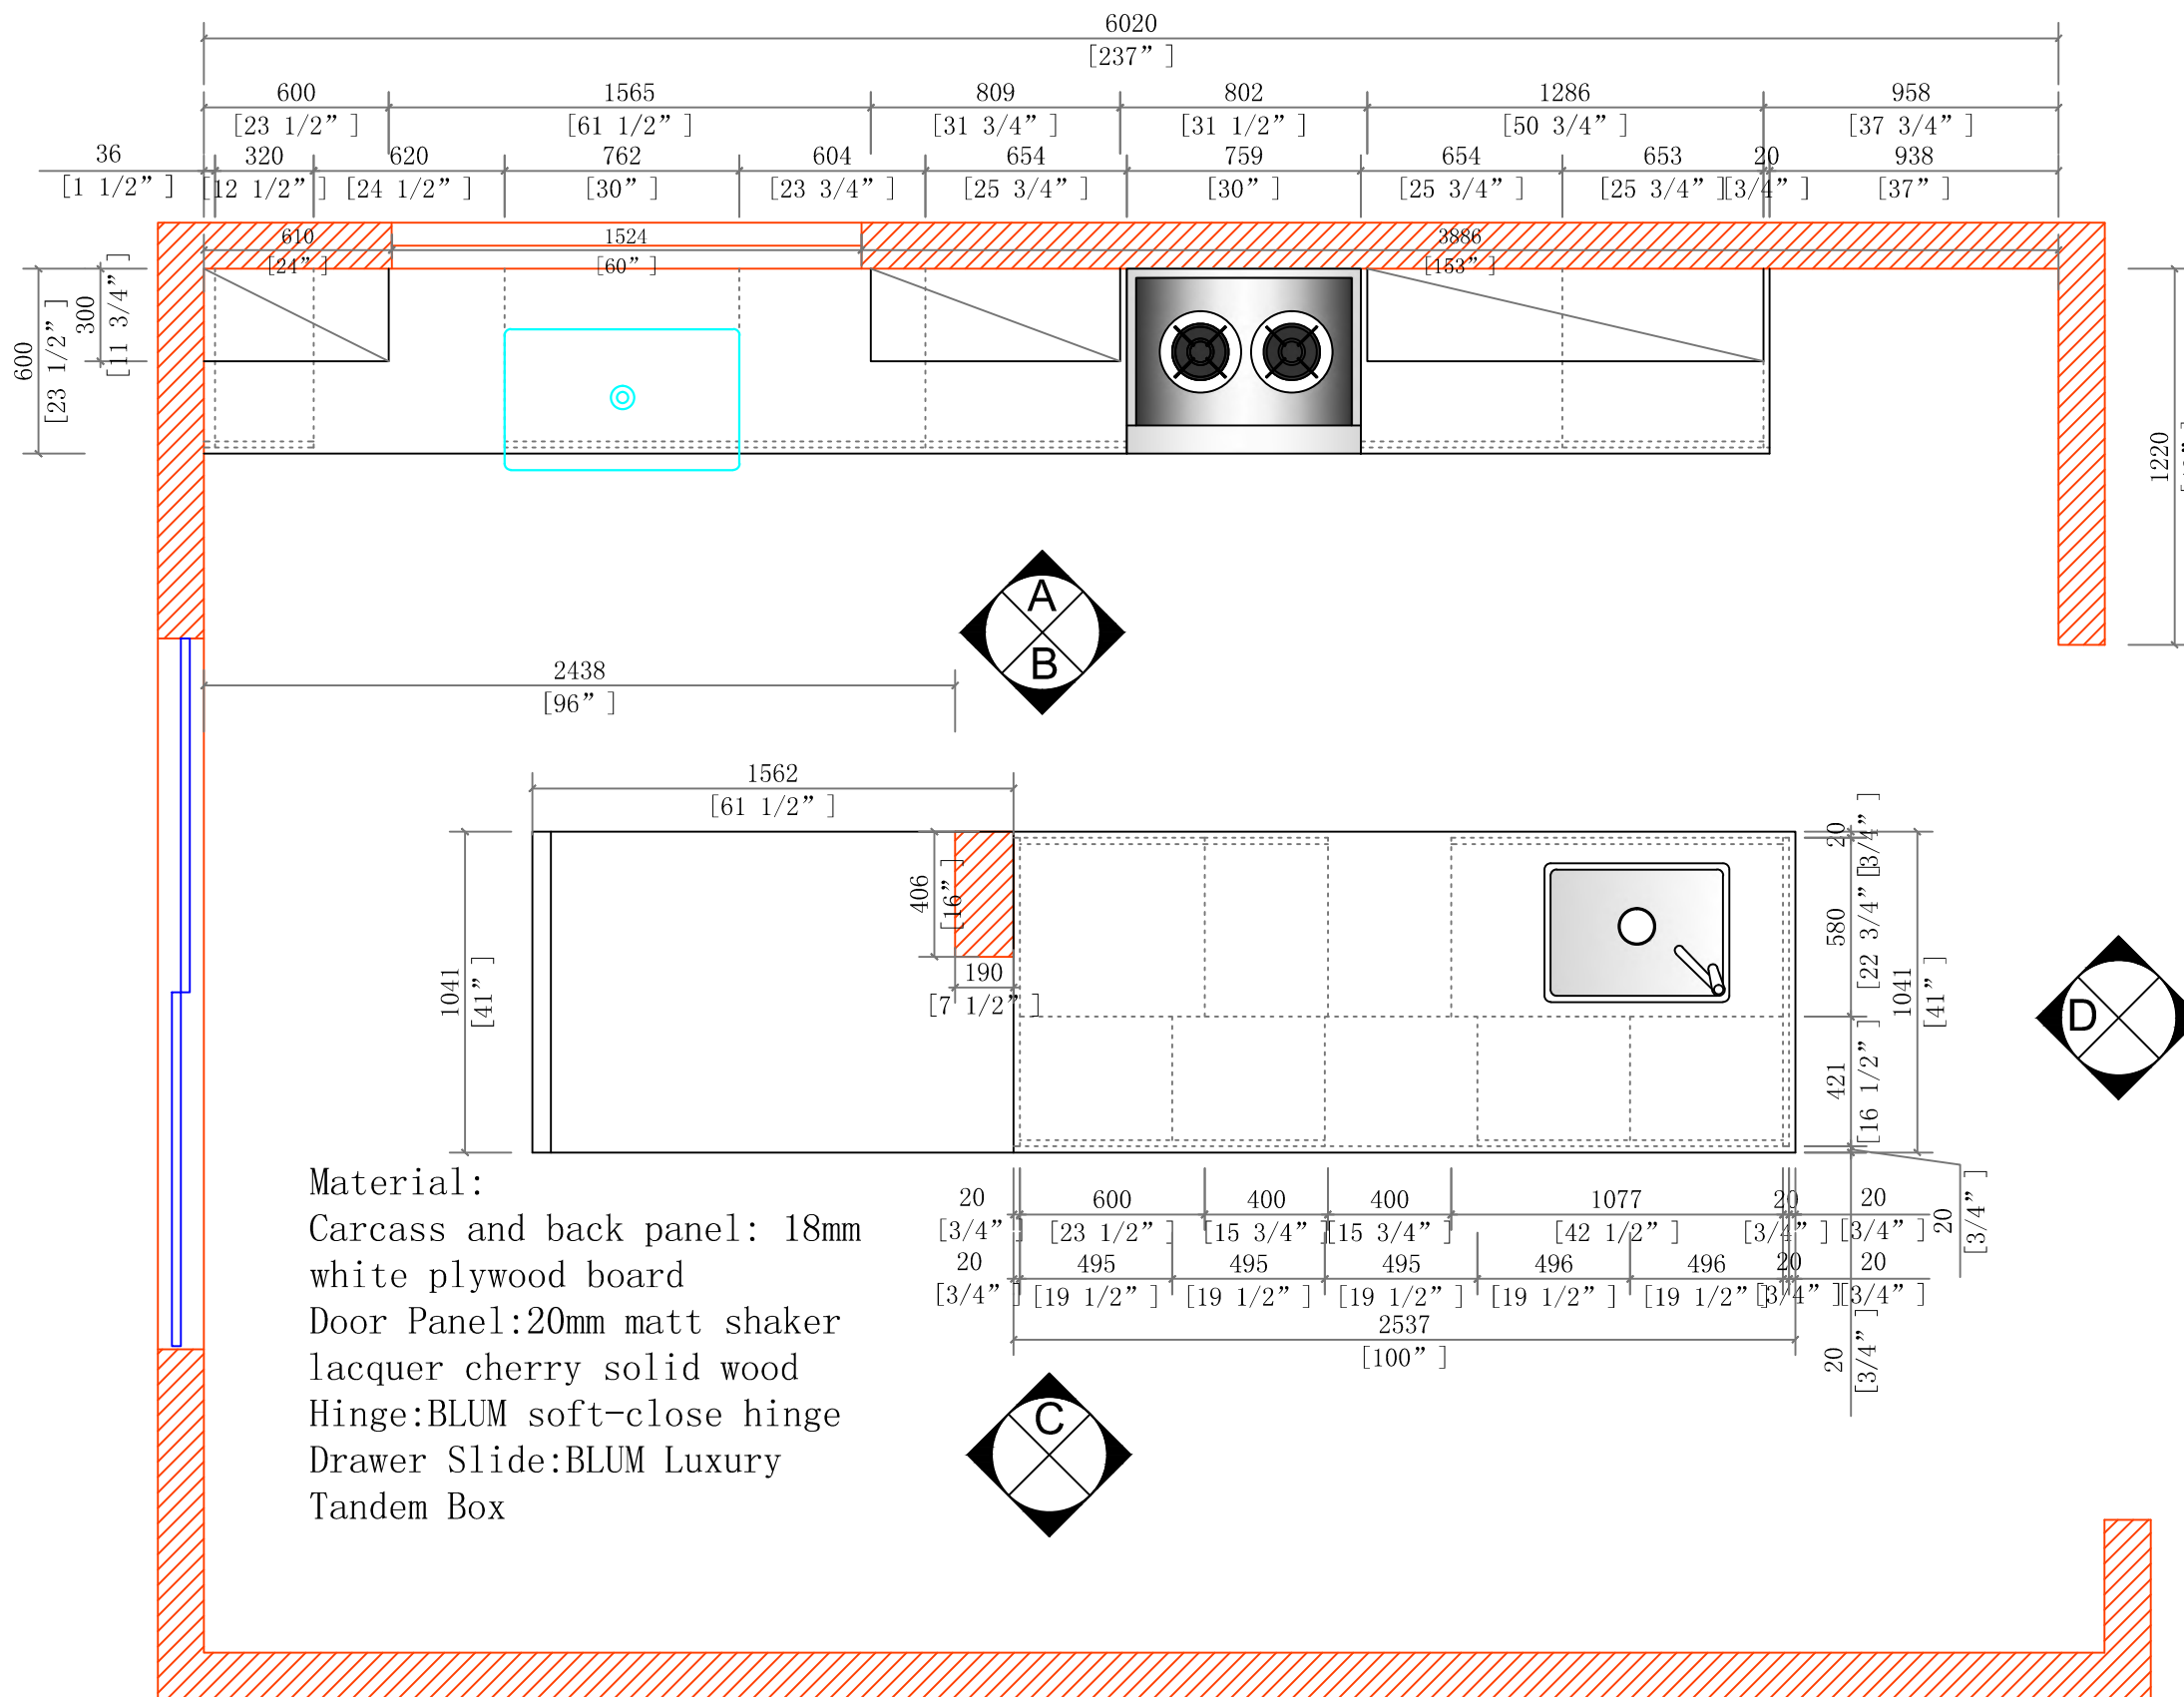 6020
[237” ]
600 1565 809 802 1286 958
[23 1/2” ] [61 1/2” ] [31 3/4” ] [31 1/2” ] [50 3/4” ] [37 3/4” ]
36 320 620 762 604 654 759 654 653 20 938
[1 1/2” ] [12 1/2” ] [24 1/2” ] [30” ] [23 3/4” ] [25 3/4” ] [30” ] [25 3/4” ] [25 3/4” ] [3/4” ] [37” ]
610 1524 3886
[24” ] [60” ] [153” ]
600
[23 1/2” ]
300
[11 3/4” ]
1220
A
B
2438
[96” ]
1562
[61 1/2” ]
406
[16” ]
190
[7 1/2” ]
1041
[41” ]
20
[3/4” ]
580
[22 3/4” ]
421
[16 1/2” ]
1041
[41” ]
D
Material:
Carcass and back panel: 18mm
white plywood board
Door Panel:20mm matt shaker
lacquer cherry solid wood
Hinge:BLUM soft-close hinge
Drawer Slide:BLUM Luxury
Tandem Box
20 600 400 400 1077 20 20
[3/4” ] [23 1/2” ] [15 3/4” ] [15 3/4” ] [42 1/2” ] [3/4” ] [3/4” ]
20 495 495 495 496 496 20 20
[3/4” ] [19 1/2” ] [19 1/2” ] [19 1/2” ] [19 1/2” ] [19 1/2” ] [3/4” ] [3/4” ]
2537
[100” ]
20
[3/4” ]
20
[3/4” ]
C